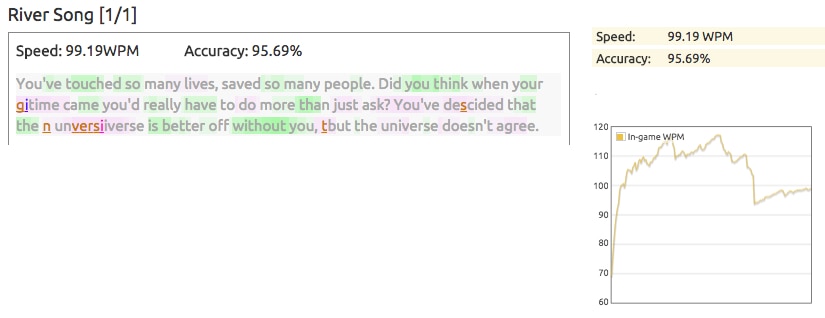 River Song [1/1]
Speed: 99.19WPM Accuracy: 95.69%
You've touched so many lives, saved so many people. Did you think when your
gitime came you'd really have to do more than just ask? You've descided that
the n unversiiverse is better off without you, tbut the universe doesn't agree.
Speed: 99.19 WPM
Accuracy: 95.69%
In-game WPM
120
110
100
90
80
70
60